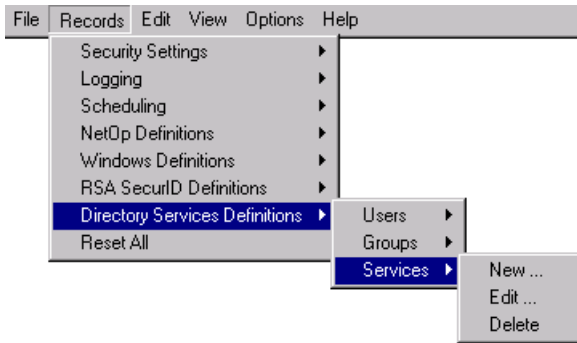 File Records Edit View Options Help
Security Settings
Logging
Scheduling
NetOp Definitions
Windows Definitions
RSA SecurID Definitions
Directory Services Definitions
Reset All
Users
Groups
Services
New ...
Edit ...
Delete